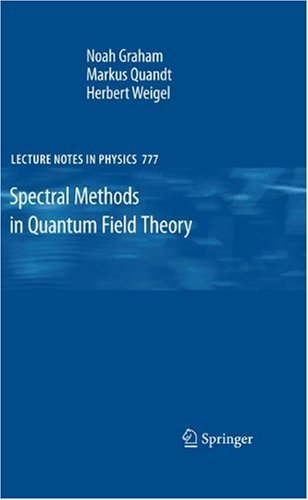 Noah Graham
Markus Quandt
Herbert Weigel
LECTURE NOTES IN PHYSICS 777
Spectral Methods
in Quantum Field Theory
Springer